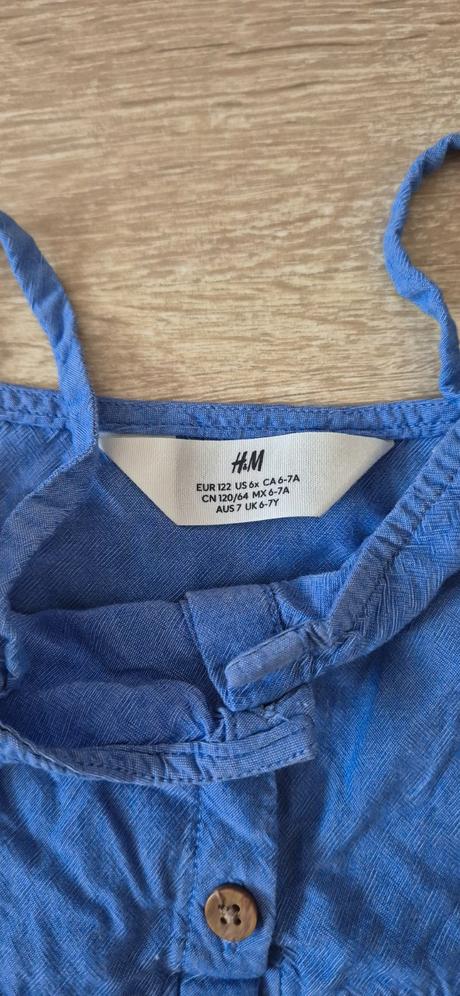 H&M
EUR 122 US 6x CA 6-7A
CN 120/64 MX 6-7A
AUS 7 UK 6-7Y